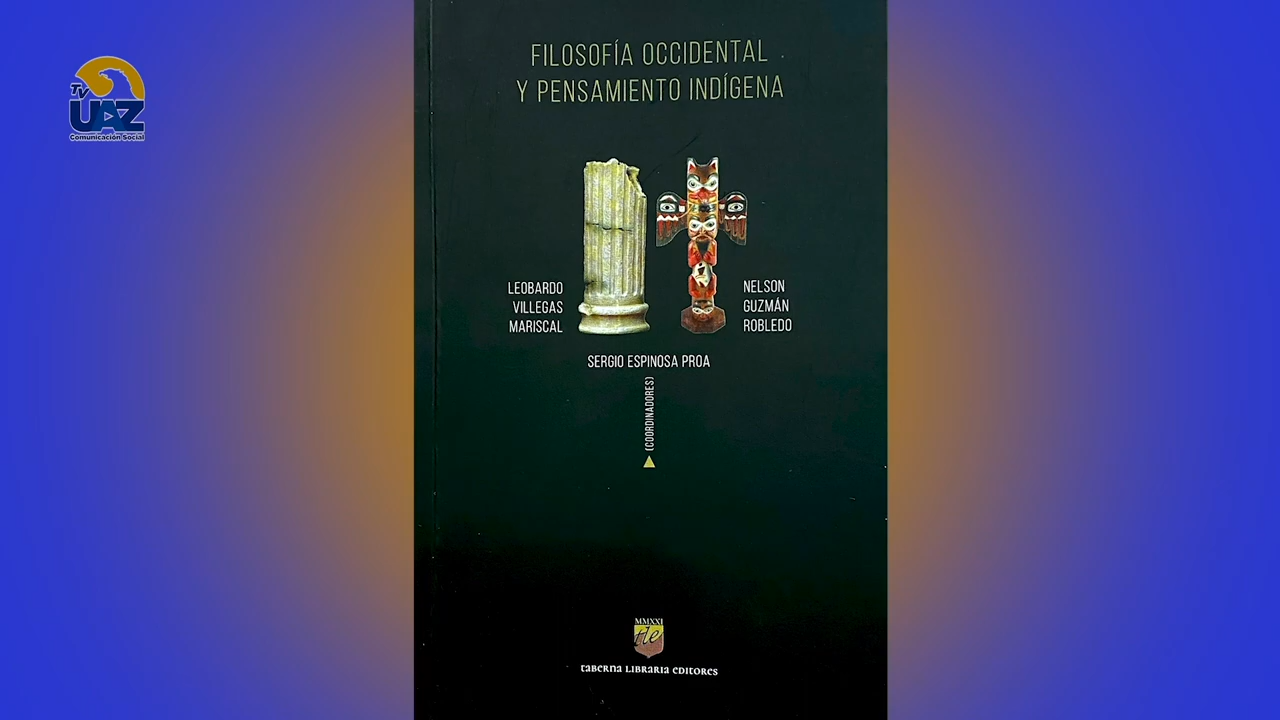 Tv
UAZ
Comunicación Social
FILOSOFÍA OCCIDENTAL
Y PENSAMIENTO INDÍGENA
LEOBARDO
VILLEGAS
MARISCAL
NELSON
GUZMÁN
ROBLEDO
SERGIO ESPINOSA PROA
(COORDINADORES)
MMXXI
tle
taberna libraria editores